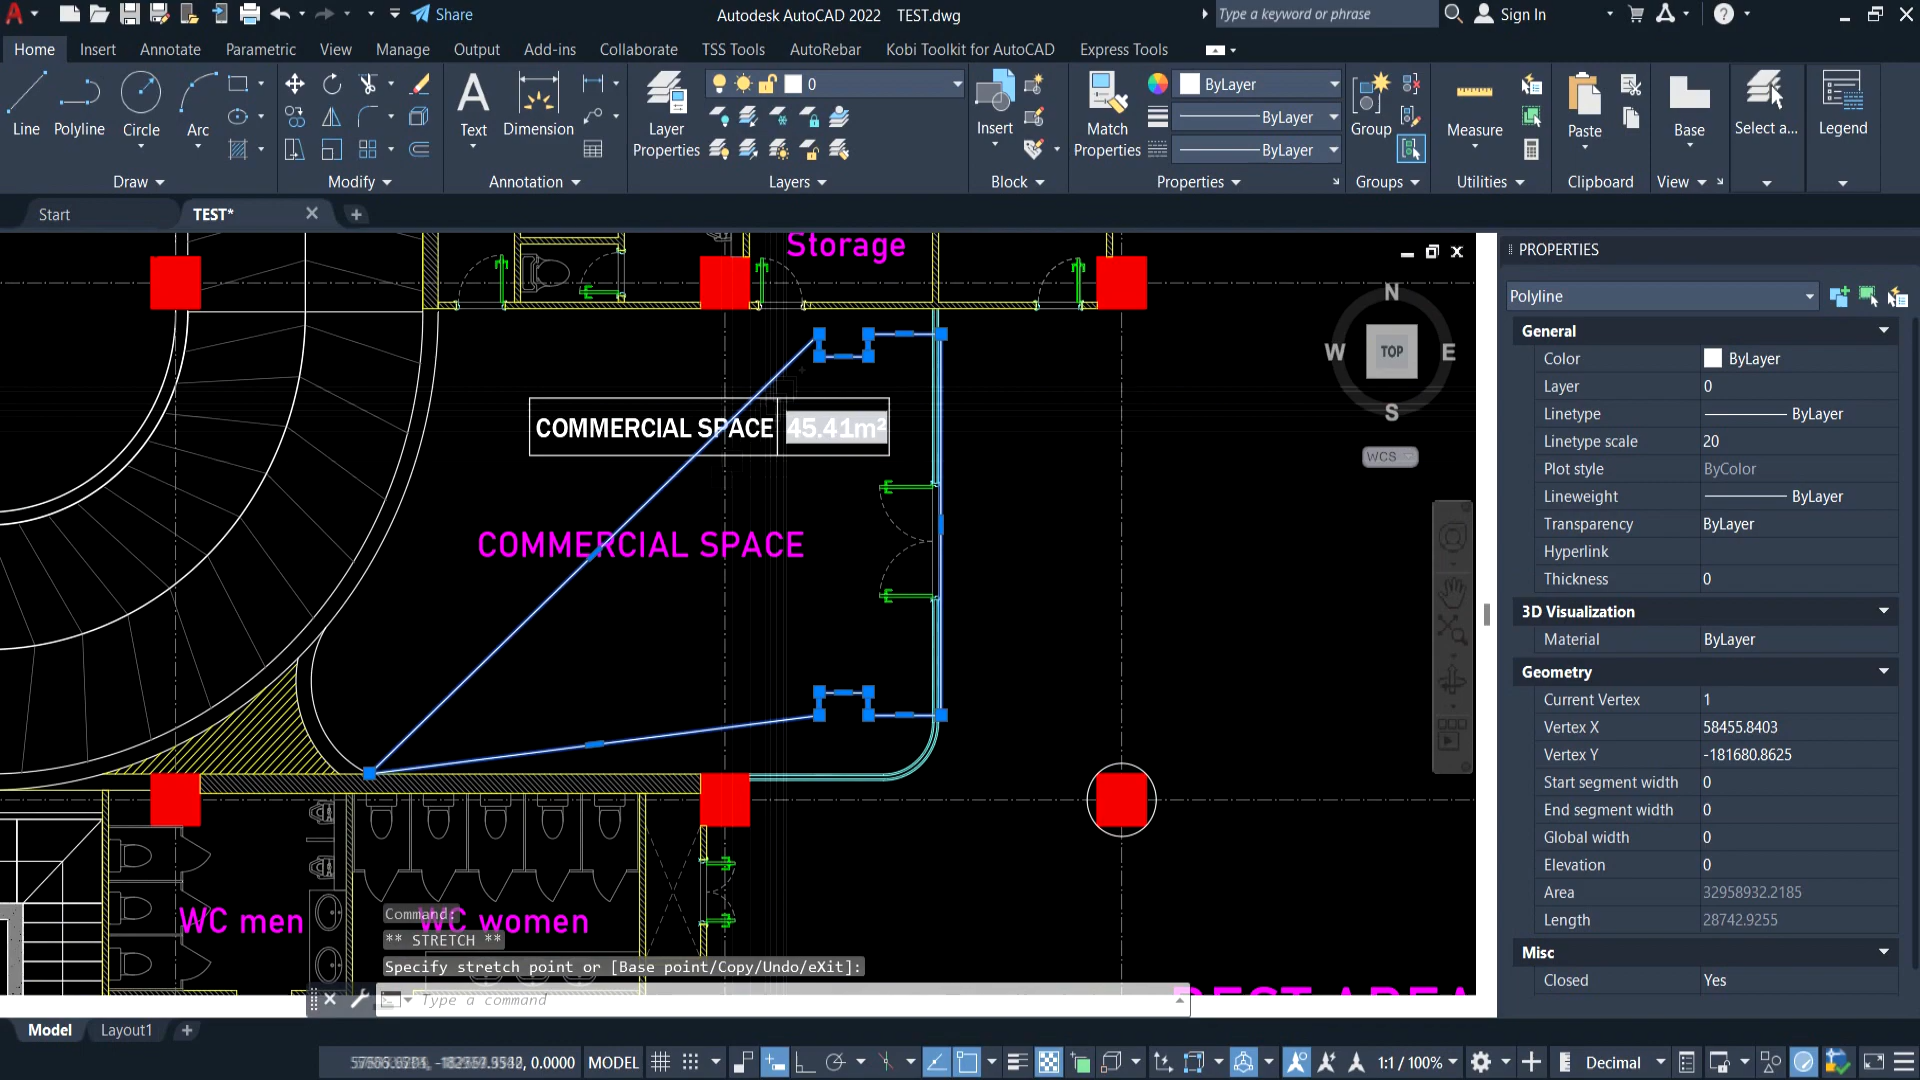 Share
Autodesk AutoCAD 2022 TEST.dwg
Type a keyword or phrase
Sign In
Home Insert Annotate Parametric View Manage Output Add-ins Collaborate TSS Tools AutoRebar Kobi Toolkit for AutoCAD Express Tools
Line Polyline Circle Arc
Draw
Modify
Text Dimension
Annotation
Layer Properties
0
Layers
Insert
Block
Match Properties
ByLayer
ByLayer
ByLayer
Properties
Group
Groups
Measure
Utilities
Paste
Clipboard
Base
View
Select a...
Legend
Start TEST*
Storage
COMMERCIAL SPACE 45.41m²
COMMERCIAL SPACE
WC men
WC women
N
W TOP E
S
WCS
Command:
** STRETCH **
Specify stretch point or [Base point/Copy/Undo/eXit]:
Type a command
PROPERTIES
Polyline
General
Color ByLayer
Layer 0
Linetype ByLayer
Linetype scale 20
Plot style ByColor
Lineweight ByLayer
Transparency ByLayer
Hyperlink
Thickness 0
3D Visualization
Material ByLayer
Geometry
Current Vertex 1
Vertex X 58455.8403
Vertex Y -181680.8625
Start segment width 0
End segment width 0
Global width 0
Elevation 0
Area 32958932.2185
Length 28742.9255
Misc
Closed Yes
Model Layout1
0.0000 MODEL
1:1 / 100%
Decimal